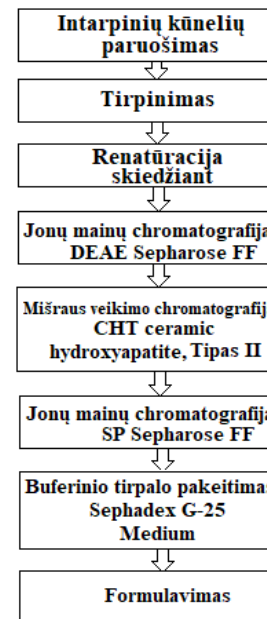 Intarpinių kūnelių
paruošimas
Tirpinimas
Renatūracija
skiedžiant
Jonų mainų chromatografija
DEAE Sepharose FF
Mišraus veikimo chromatografija
CHT ceramic
hydroxyapatite, Tipas II
Jonų mainų chromatografija
SP Sepharose FF
Buferinio tirpalo pakeitimas
Sephadex G-25
Medium
Formulavimas